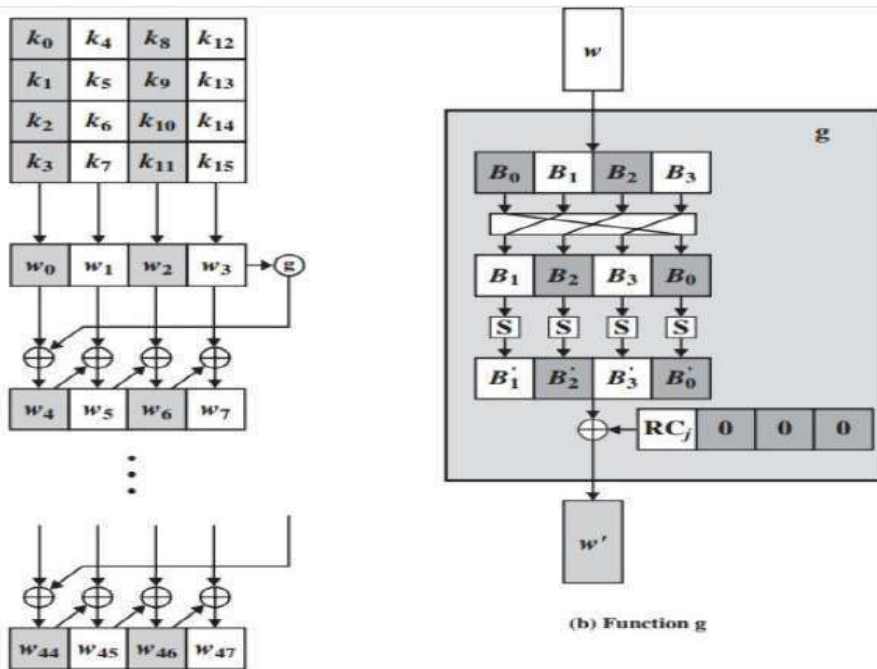 k0 k4 k8 k12
k1 k5 k9 k13
k2 k6 k10 k14
k3 k7 k11 k15
w0 w1 w2 w3 g
w4 w5 w6 w7
w44 w45 w46 w47
w
g
B0 B1 B2 B3
B1 B2 B3 B0
S S S S
B'1 B'2 B'3 B'0
RCj 0 0 0
w'
(b) Function g